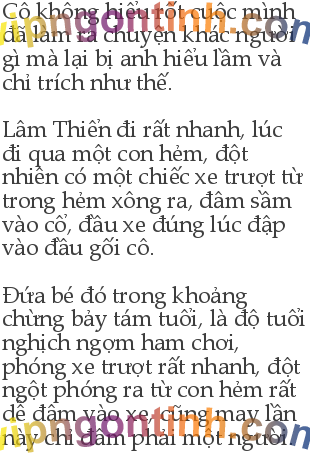 Cô không hiểu rốt cuộc mình
đã làm ra chuyện khác người
gì mà lại bị anh hiểu lầm và
chỉ trích như thế.
Lâm Thiển đi rất nhanh, lúc
đi qua một con hẻm, đột
nhiên có một chiếc xe trượt từ
trong hẻm xông ra, đâm sầm
vào cổ, đầu xe đúng lúc đập
vào đầu gối cô.
Đứa bé đó trong khoảng
chừng bảy tám tuổi, là độ tuổi
nghịch ngợm ham chơi,
phóng xe trượt rất nhanh, đột
ngột phóng ra từ con hẻm rất
dễ đâm vào xe, cũng may lần
này chỉ đâm phải một người.
vipngontinh.com
vipngontinh.com